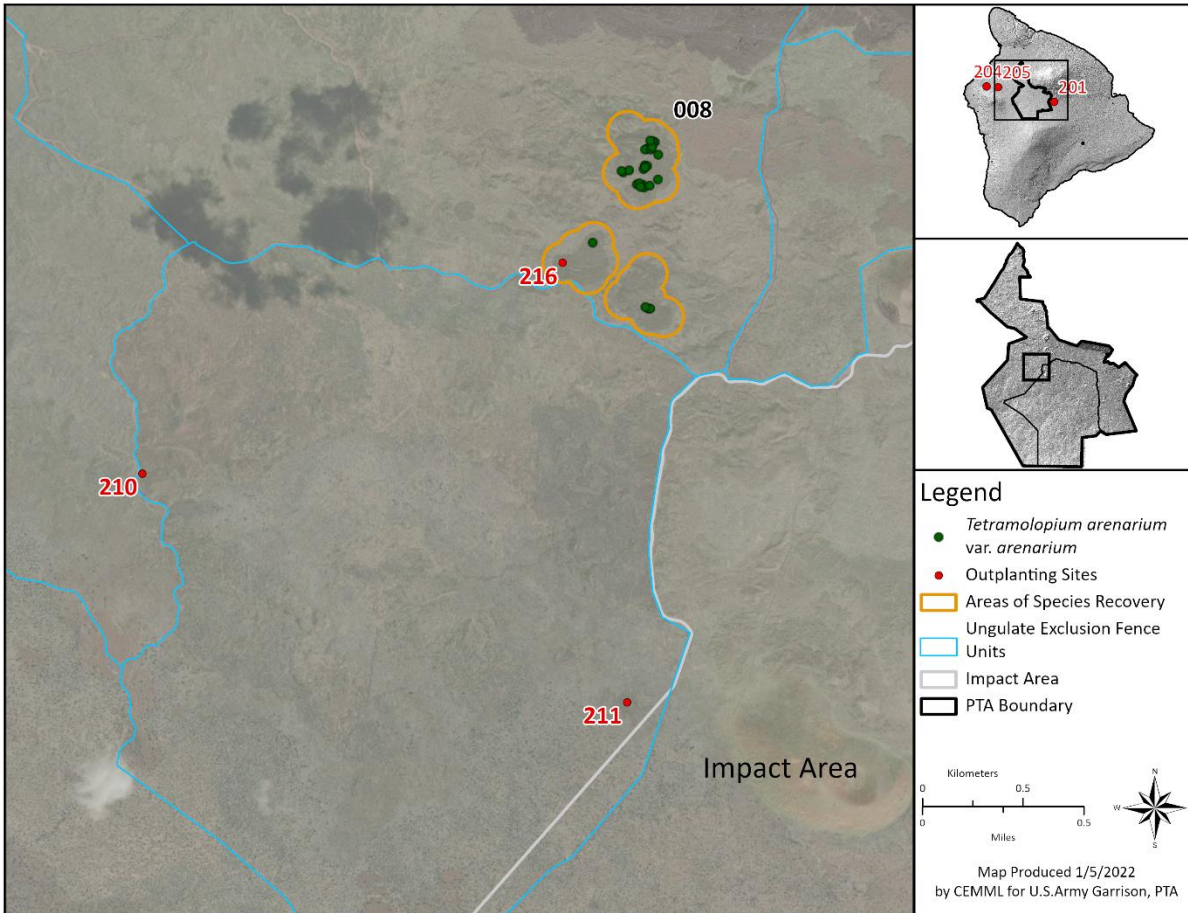 008
216
210
211
Impact Area
204
205
201
Legend
Tetramolopium arenarium
var. arenarium
Outplanting Sites
Areas of Species Recovery
Ungulate Exclusion Fence
Units
Impact Area
PTA Boundary
Kilometers
0 0.5
0 0.5
Miles
N
W E
S
Map Produced 1/5/2022
by CEMML for U.S.Army Garrison, PTA